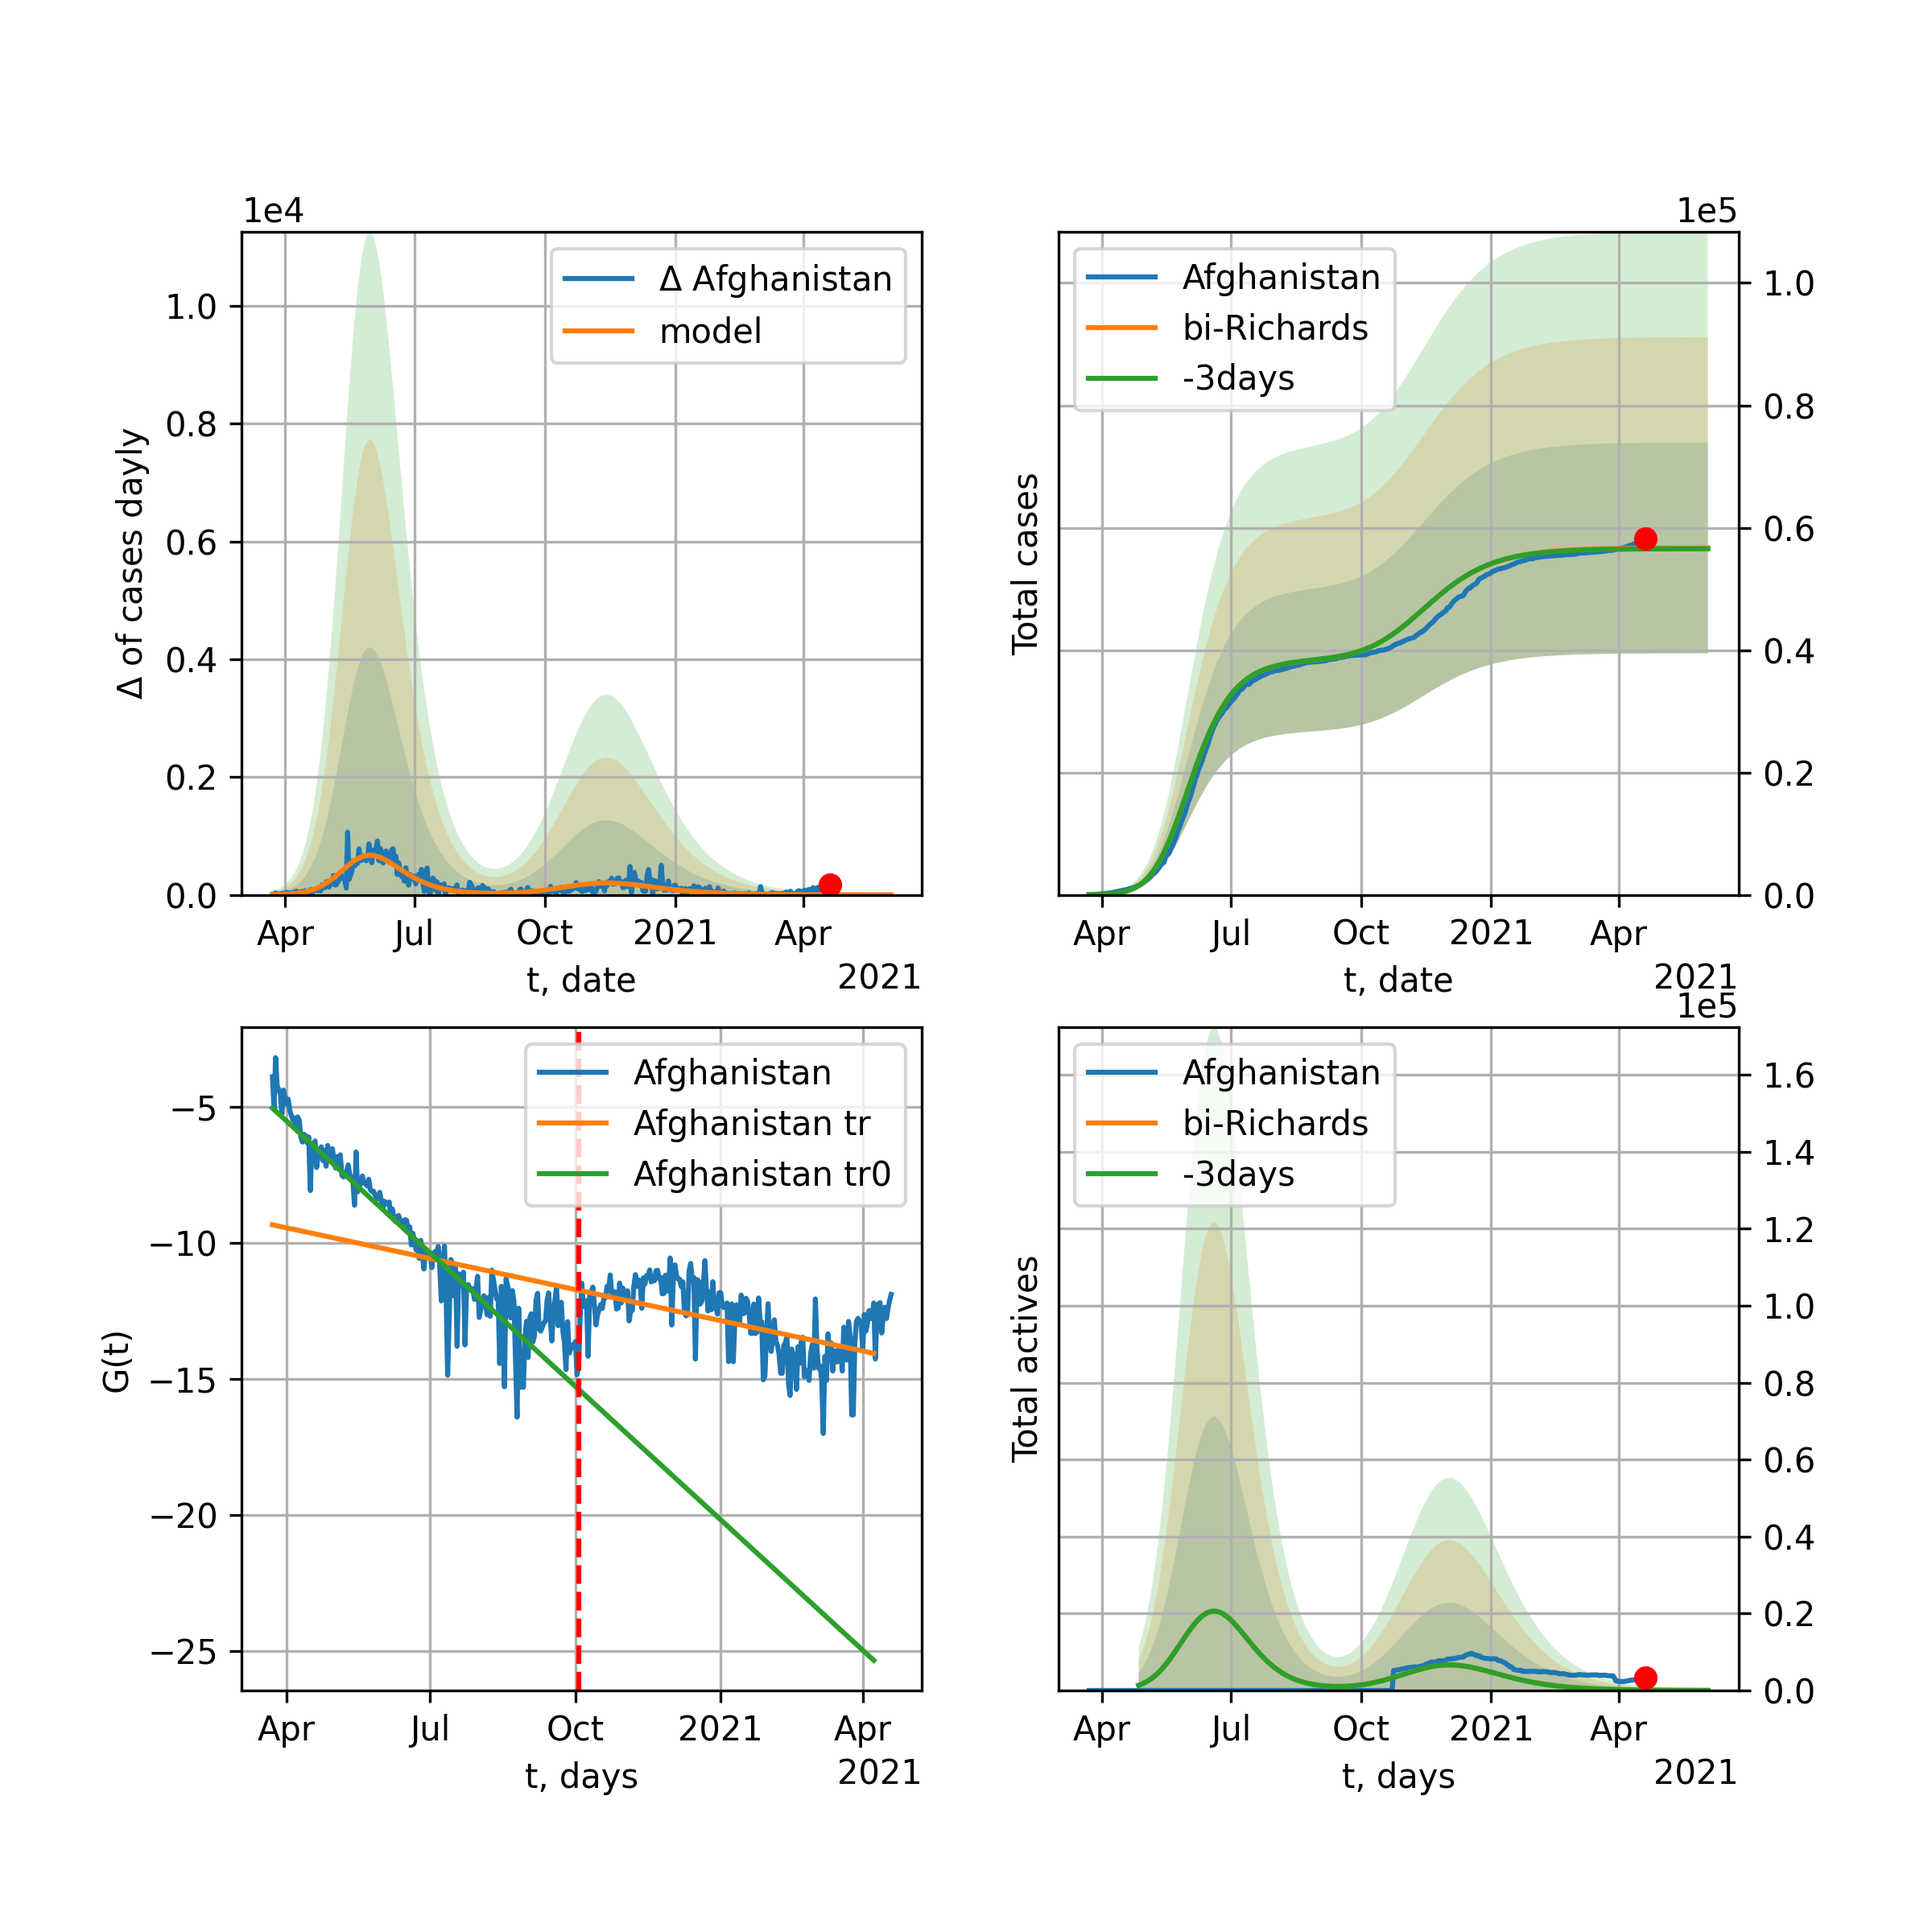 1e4
Δ Afghanistan
model
1.0
0.8
0.6
0.4
0.2
0.0
Δ of cases dayly
Apr
Jul
Oct
2021
Apr
t, date
2021
1e5
Afghanistan
bi-Richards
-3days
1.0
0.8
0.6
0.4
0.2
0.0
Total cases
Apr
Jul
Oct
2021
Apr
t, date
2021
Afghanistan
Afghanistan tr
Afghanistan tr0
−5
−10
−15
−20
−25
G(t)
Apr
Jul
Oct
2021
Apr
t, days
2021
1e5
Afghanistan
bi-Richards
-3days
1.6
1.4
1.2
1.0
0.8
0.6
0.4
0.2
0.0
Total actives
Apr
Jul
Oct
2021
Apr
t, days
2021